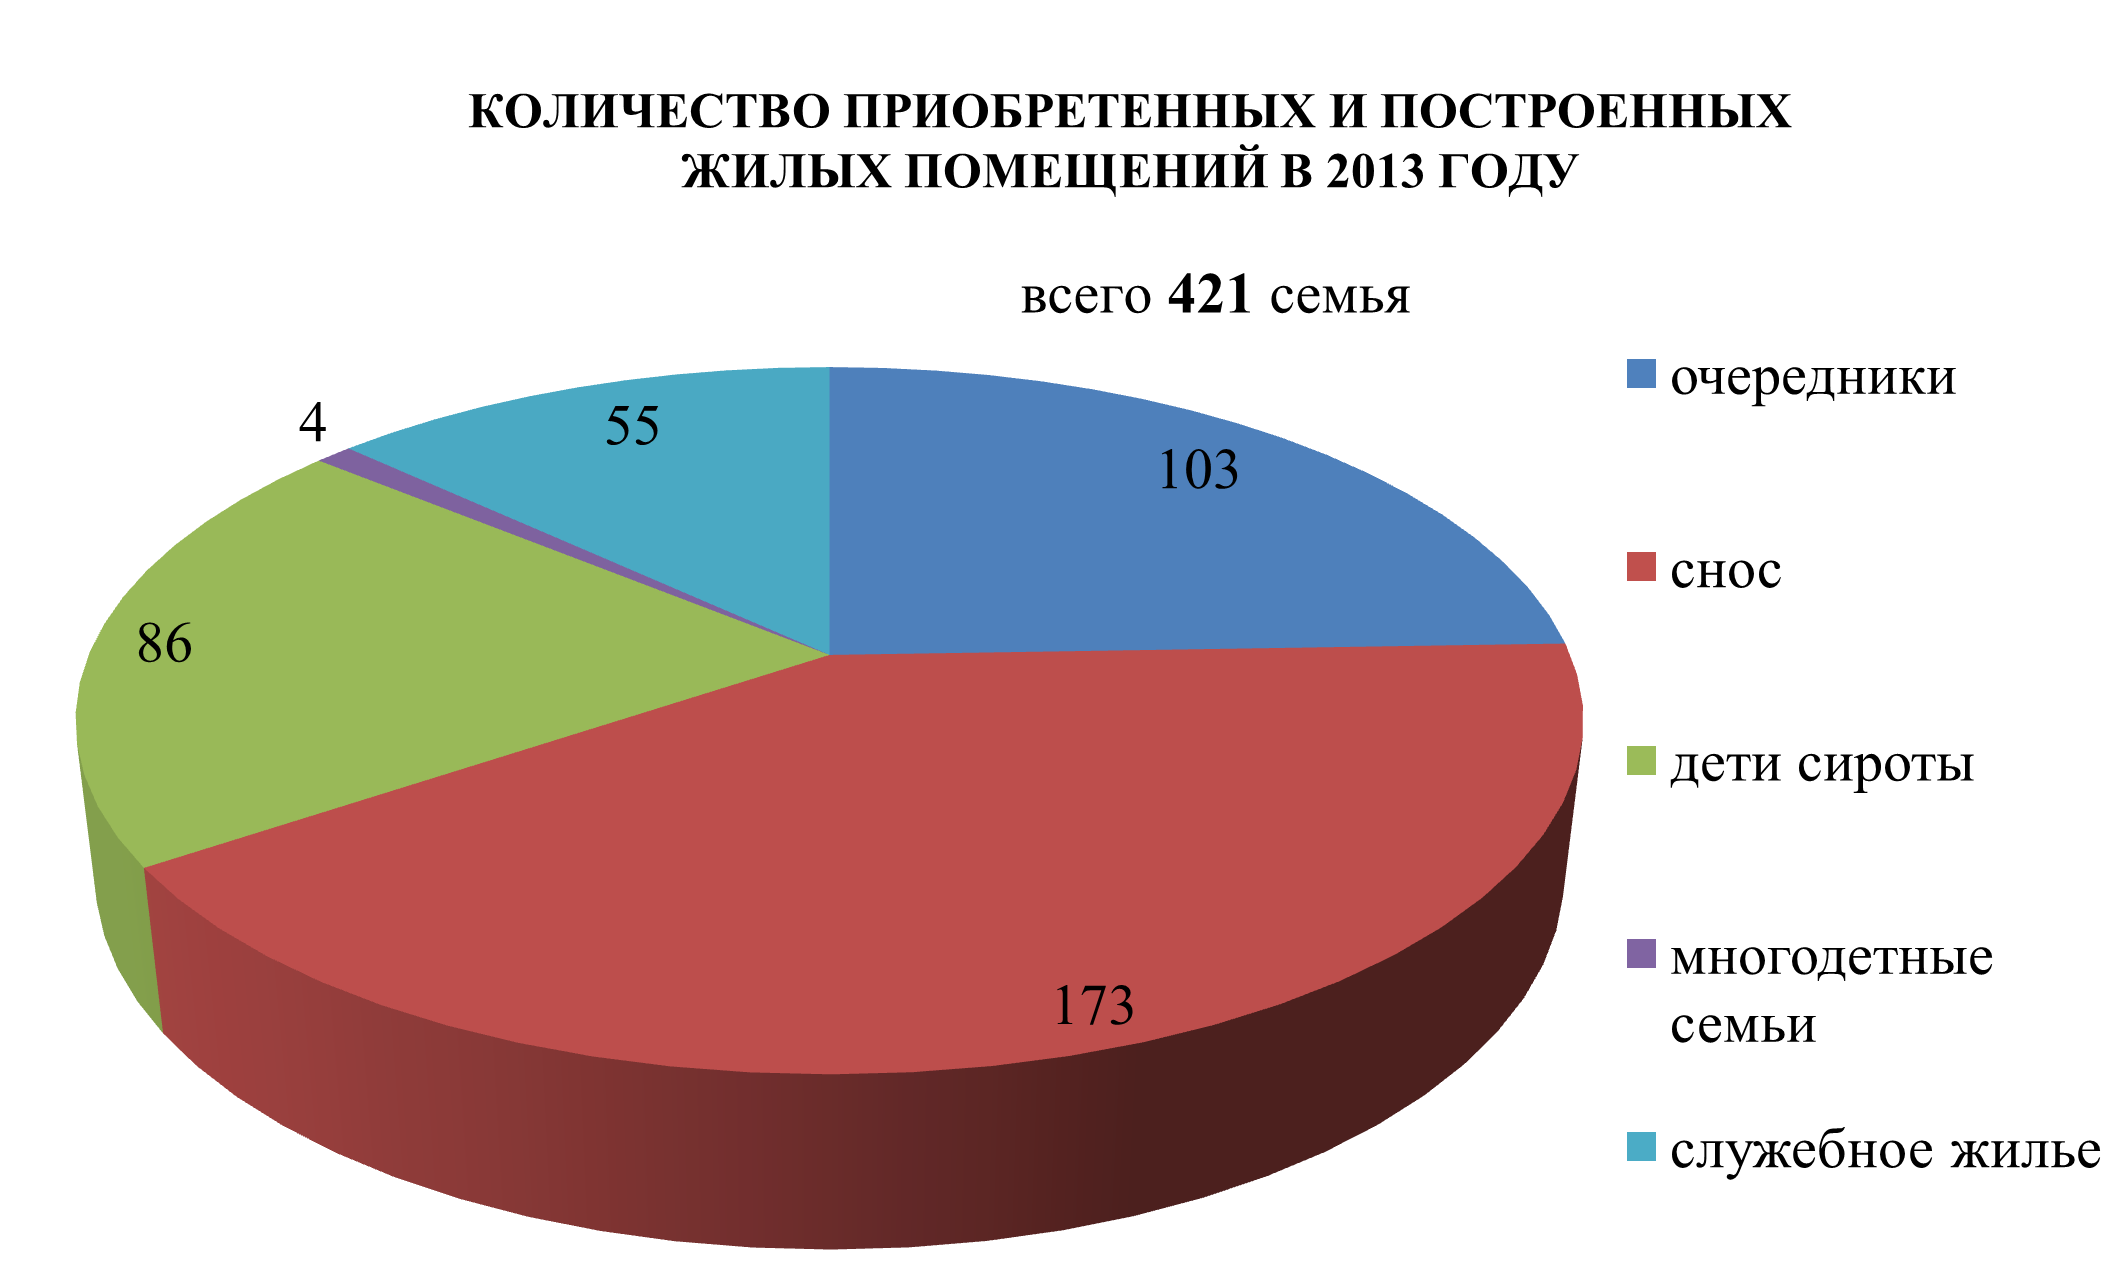 КОЛИЧЕСТВО ПРИОБРЕТЕННЫХ И ПОСТРОЕННЫХ
ЖИЛЫХ ПОМЕЩЕНИЙ В 2013 ГОДУ
всего 421 семья
очередники
снос
дети сироты
многодетные
семьи
служебное жилье
4
55
103
86
173